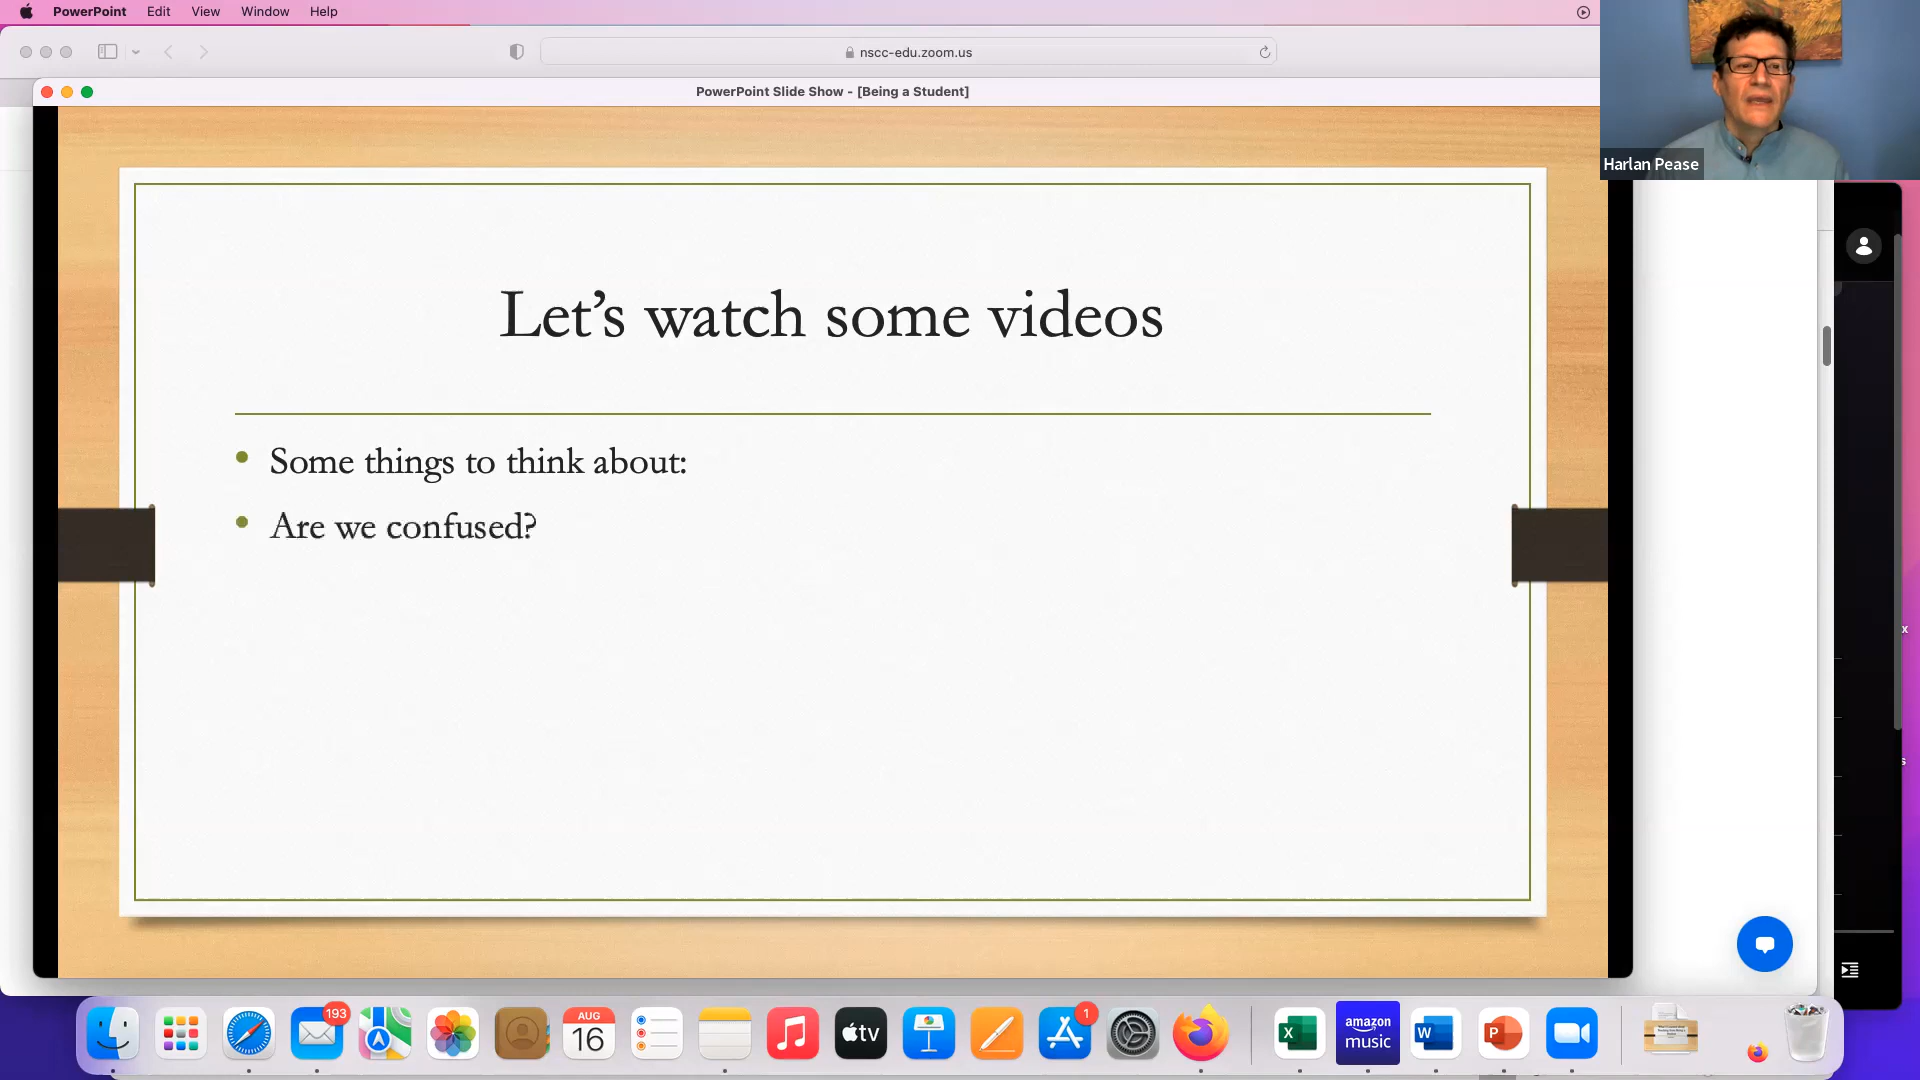 PowerPoint Edit View Window Help
nscc-edu.zoom.us
PowerPoint Slide Show - [Being a Student]
Harlan Pease
Let’s watch some videos
Some things to think about:
Are we confused?
x
s
193
AUG
16
tv
1
X
amazon
music
W
P